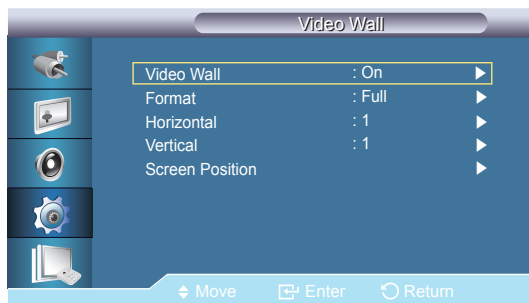 Video Wall
Video Wall : On
Format : Full
Horizontal : 1
Vertical : 1
Screen Position
Move Enter Return